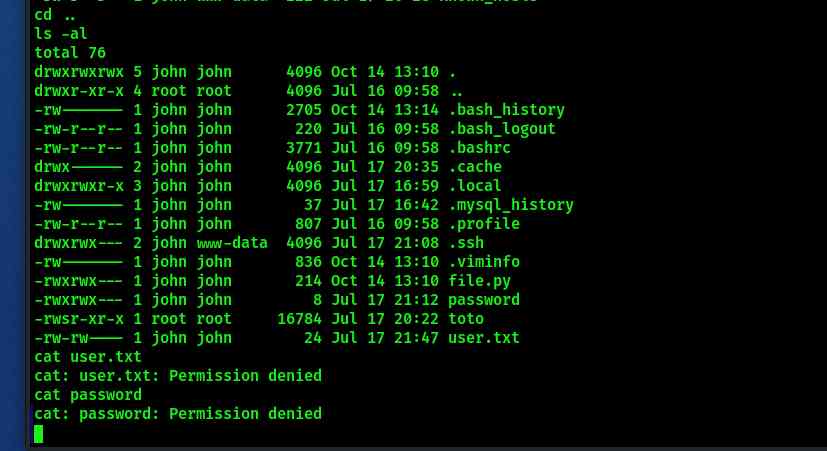 cd ..
ls -al
total 76
drwxrwxrwx 5 john john      4096 Oct 14 13:10 .
drwxr-xr-x 4 root root      4096 Jul 16 09:58 ..
-rw------- 1 john john      2705 Oct 14 13:14 .bash_history
-rw-r--r-- 1 john john       220 Jul 16 09:58 .bash_logout
-rw-r--r-- 1 john john      3771 Jul 16 09:58 .bashrc
drwx------ 2 john john      4096 Jul 17 20:35 .cache
drwxrwxr-x 3 john john      4096 Jul 17 16:59 .local
-rw------- 1 john john        37 Jul 17 16:42 .mysql_history
-rw-r--r-- 1 john john       807 Jul 16 09:58 .profile
drwxrwx--- 2 john www-data  4096 Jul 17 21:08 .ssh
-rw------- 1 john john       836 Oct 14 13:10 .viminfo
-rwxrwx--- 1 john john       214 Oct 14 13:10 file.py
-rwxrwx--- 1 john john         8 Jul 17 21:12 password
-rwsr-xr-x 1 root root     16784 Jul 17 20:22 toto
-rw-rw---- 1 john john        24 Jul 17 21:47 user.txt
cat user.txt
cat: user.txt: Permission denied
cat password
cat: password: Permission denied